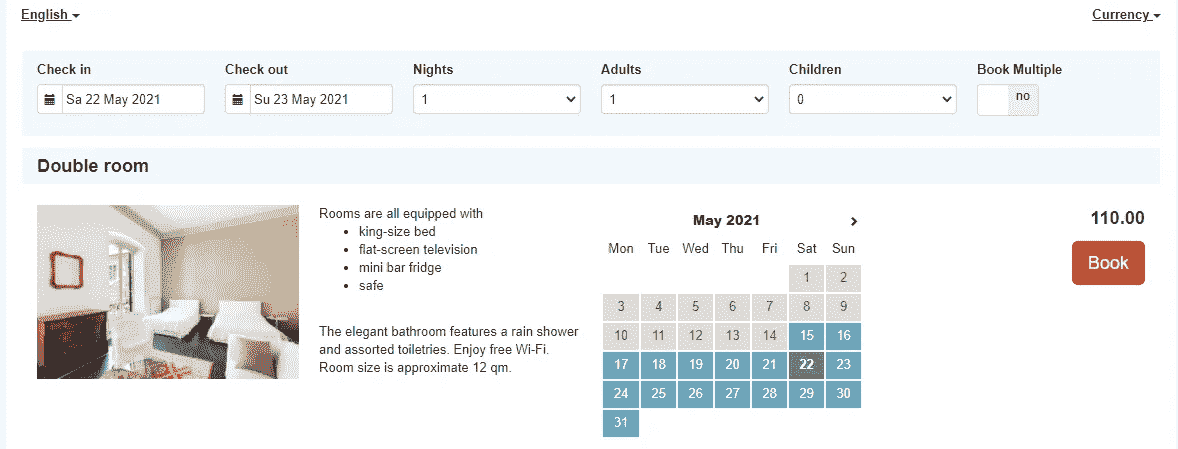 English
Currency
Check in
Check out
Nights
Adults
Children
Book Multiple
Sa 22 May 2021
Su 23 May 2021
1
1
0
no
Double room
Rooms are all equipped with
king-size bed
flat-screen television
mini bar fridge
safe
The elegant bathroom features a rain shower
and assorted toiletries. Enjoy free Wi-Fi.
Room size is approximate 12 qm.
May 2021
Mon Tue Wed Thu Fri Sat Sun
1 2
3 4 5 6 7 8 9
10 11 12 13 14 15 16
17 18 19 20 21 22 23
24 25 26 27 28 29 30
31
110.00
Book